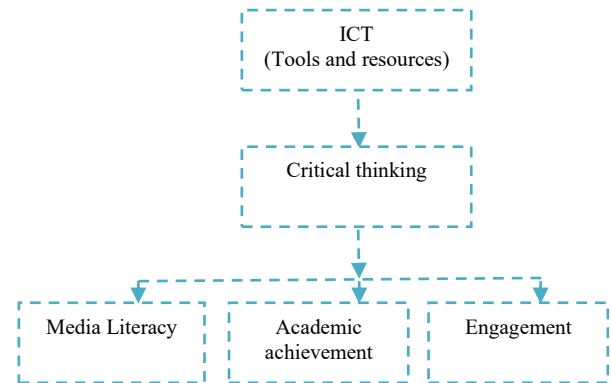 ICT
(Tools and resources)
Critical thinking
Media Literacy
Academic
achievement
Engagement